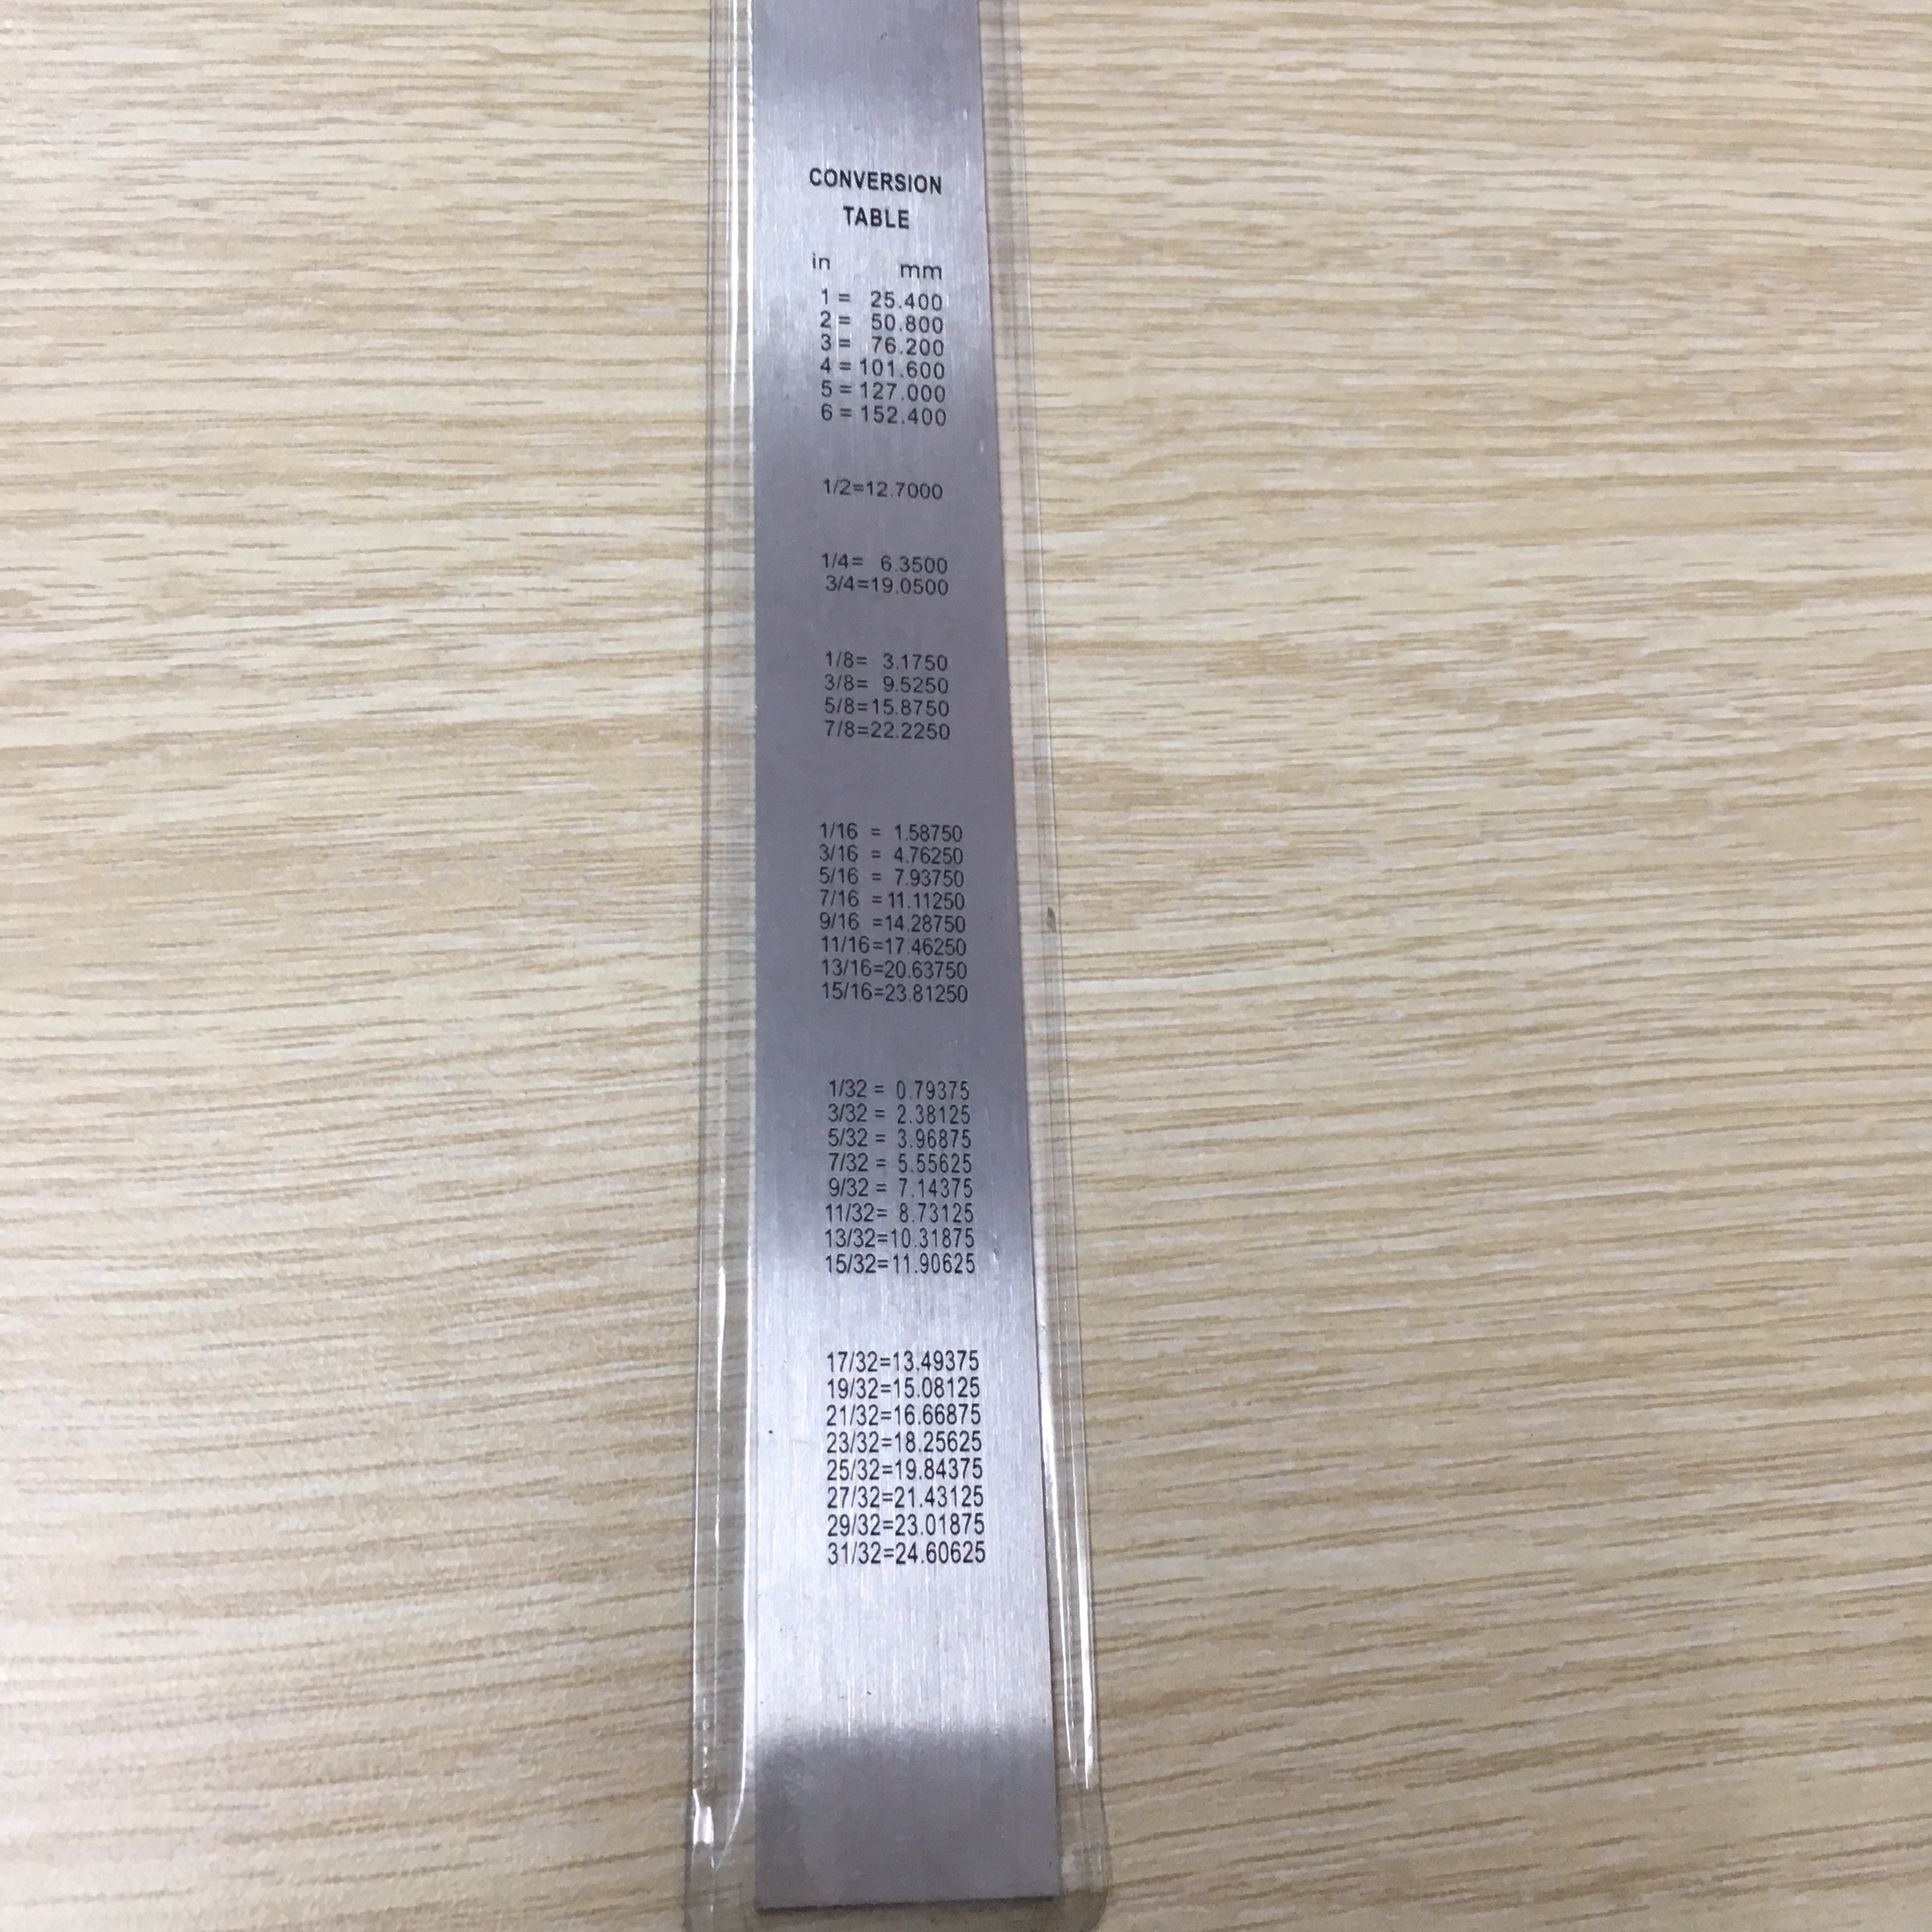 CONVERSION
TABLE
in mm
1 = 25.400
2 = 50.800
3 = 76.200
4 = 101.600
5 = 127.000
6 = 152.400
1/2=12.7000
1/4= 6.3500
3/4=19.0500
1/8= 3.1750
3/8= 9.5250
5/8=15.8750
7/8=22.2250
1/16 = 1.58750
3/16 = 4.76250
5/16 = 7.93750
7/16 =11.11250
9/16 =14.28750
11/16=17.46250
13/16=20.63750
15/16=23.81250
1/32 = 0.79375
3/32 = 2.38125
5/32 = 3.96875
7/32 = 5.55625
9/32 = 7.14375
11/32= 8.73125
13/32=10.31875
15/32=11.90625
17/32=13.49375
19/32=15.08125
21/32=16.66875
23/32=18.25625
25/32=19.84375
27/32=21.43125
29/32=23.01875
31/32=24.60625